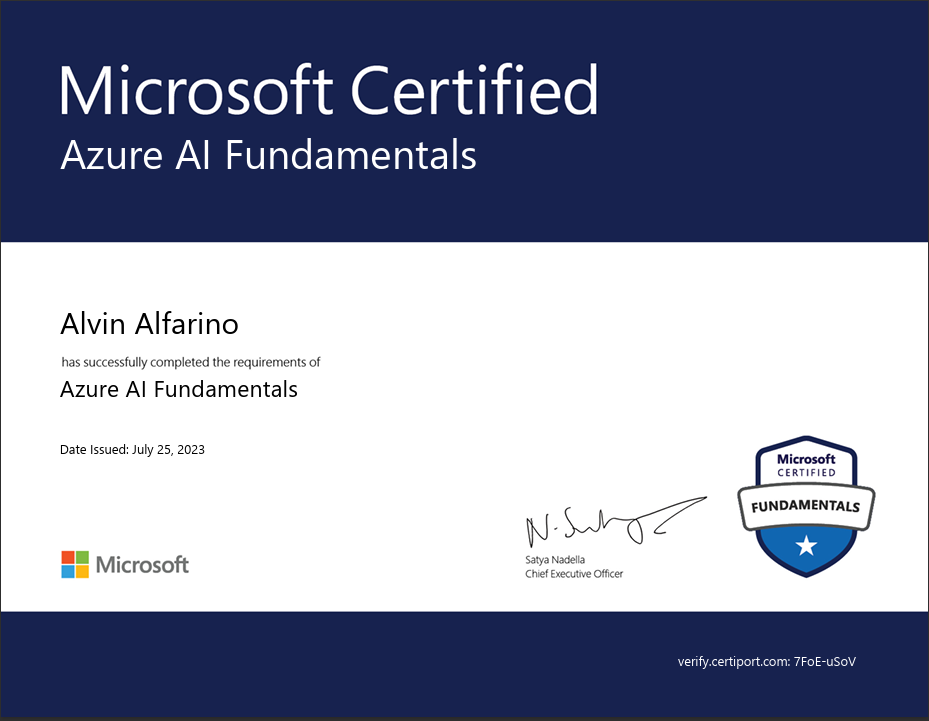 Microsoft Certified
Azure AI Fundamentals
Alvin Alfarino
has successfully completed the requirements of
Azure AI Fundamentals
Date Issued: July 25, 2023
Microsoft
CERTIFIED
FUNDAMENTALS
N. Satya
Satya Nadella
Chief Executive Officer
Microsoft
verify.certiport.com: 7FoE-uSoV